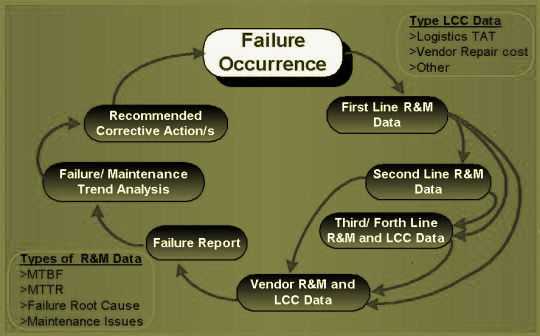 Failure
Occurrence
Type LCC Data
>Logistics TAT
>Vendor Repair cost
>Other
First Line R&M
Data
Second Line R&M
Data
Third/ Forth Line
R&M and LCC Data
Vendor R&M and
LCC Data
Failure Report
Failure/ Maintenance
Trend Analysis
Recommended
Corrective Action/s
Types of R&M Data
>MTBF
>MTTR
>Failure Root Cause
>Maintenance Issues